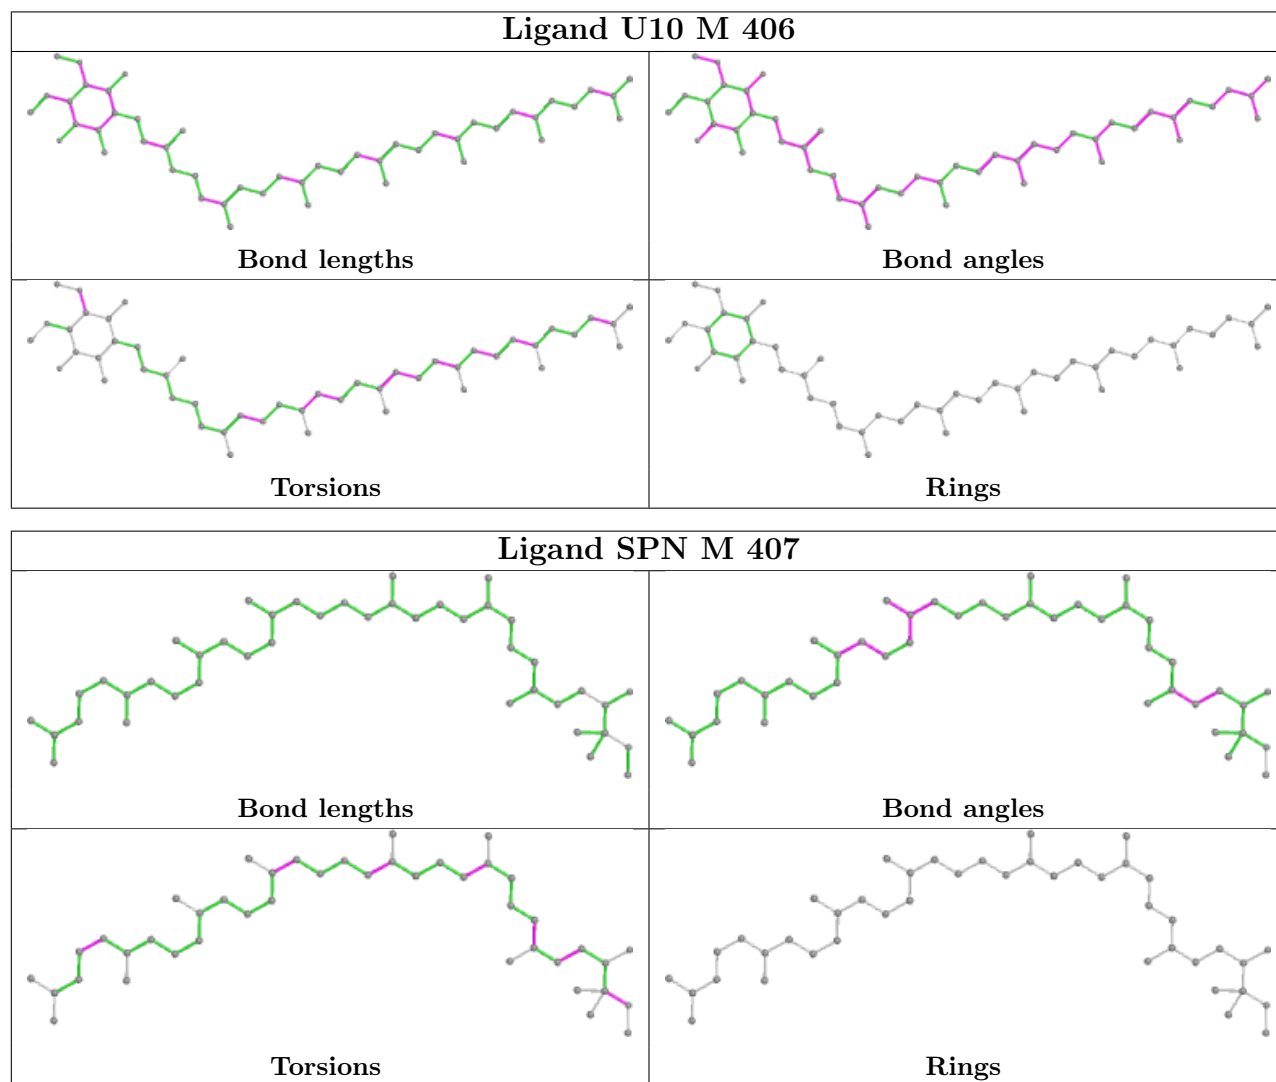 Ligand U10 M 406
Bond lengths
Bond angles
Torsions
Rings
Ligand SPN M 407
Bond lengths
Bond angles
Torsions
Rings